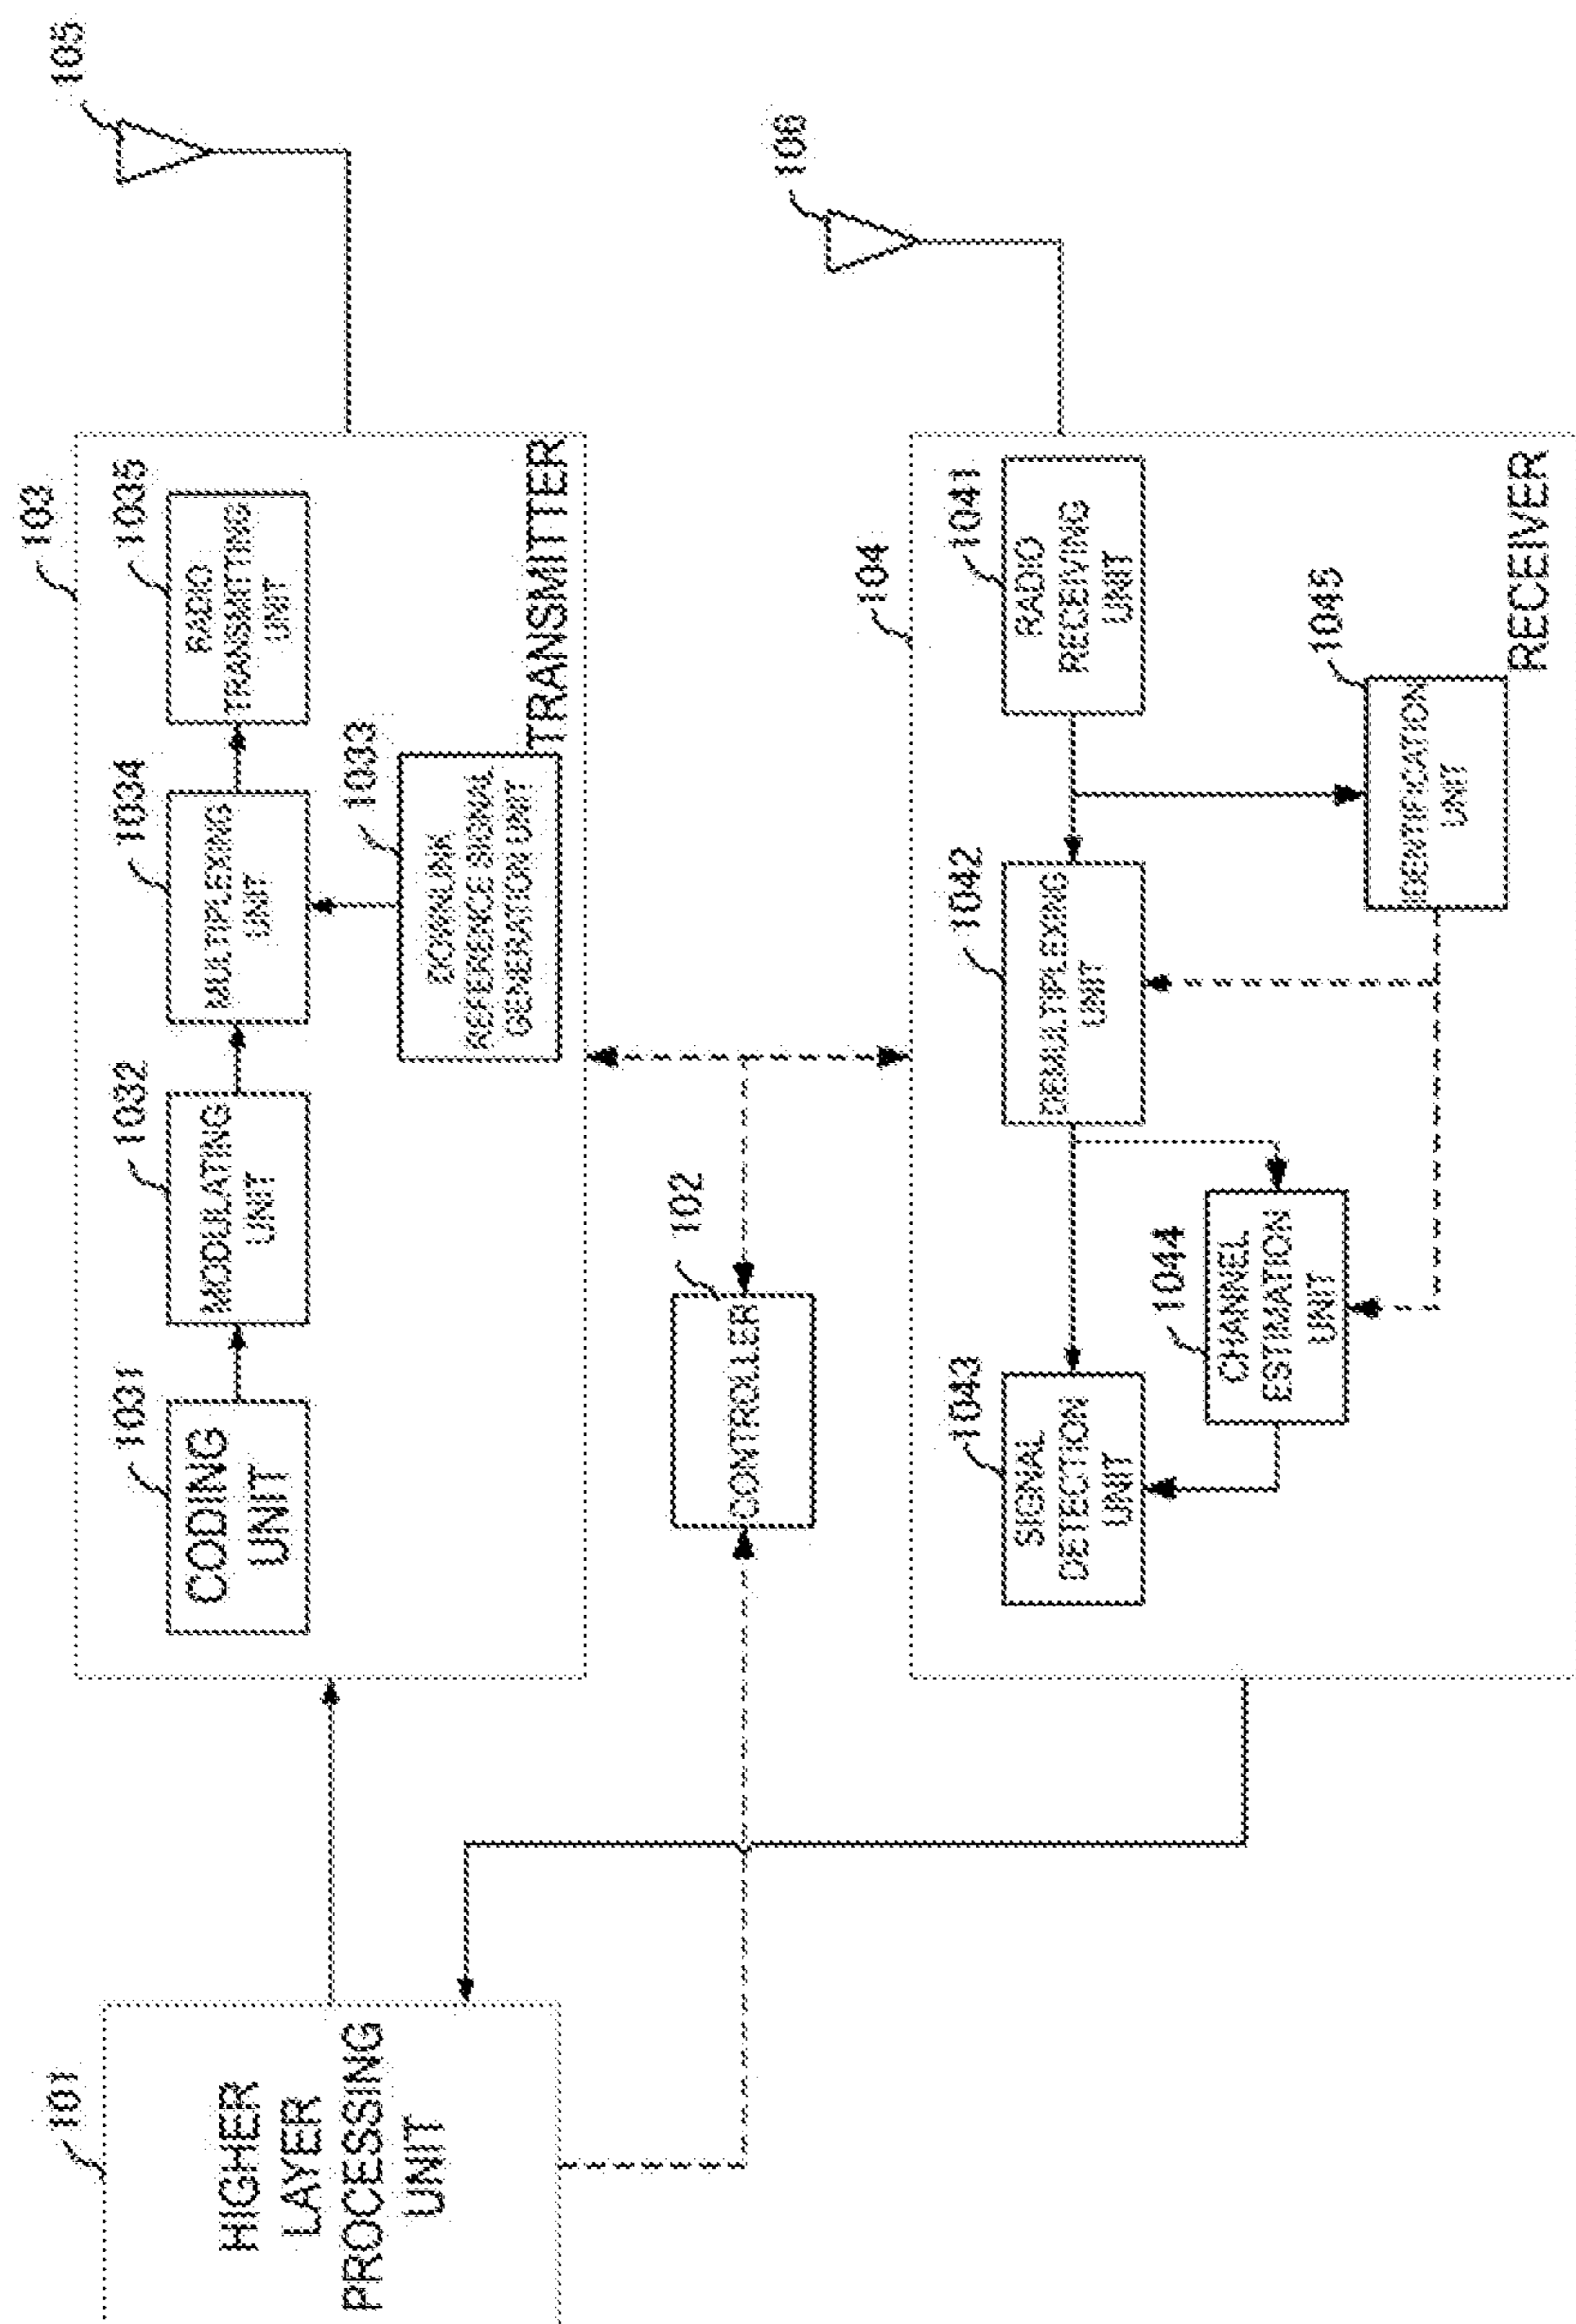 101
HIGHER
LAYER
PROCESSING
UNIT
103
1031
CODING
UNIT
1032
MODULATING
UNIT
1034
MULTIPLEXING
UNIT
1035
RADIO
TRANSMITTING
UNIT
1033
DOWNLINK
REFERENCE SIGNAL
GENERATION UNIT
TRANSMITTER
105
102
CONTROLLER
104
1043
SIGNAL
DETECTION
UNIT
1042
DEMULTIPLEXING
UNIT
1041
RADIO
RECEIVING
UNIT
1044
CHANNEL
ESTIMATION
UNIT
1045
IDENTIFICATION
UNIT
RECEIVER
106